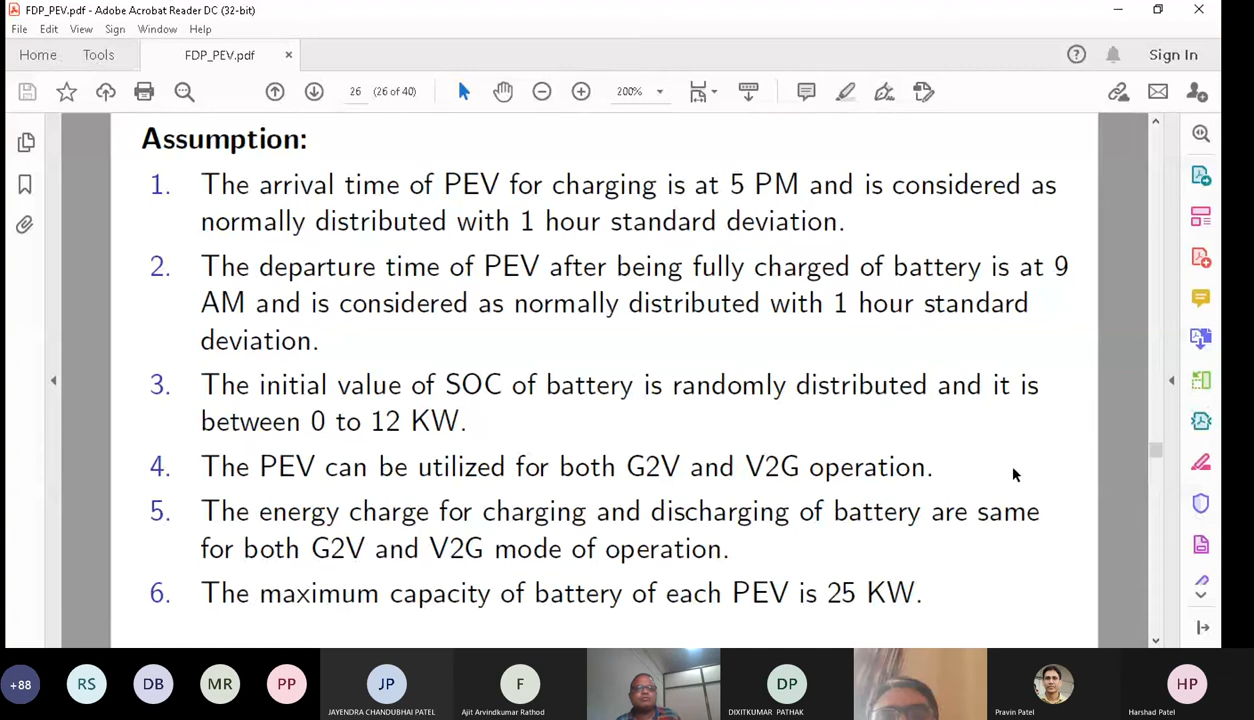 FDP_PEV.pdf - Adobe Acrobat Reader DC (32-bit)
File Edit View Sign Window Help
Home Tools FDP_PEV.pdf × Sign In
26 (26 of 40) 200%
Assumption:
1. The arrival time of PEV for charging is at 5 PM and is considered as
normally distributed with 1 hour standard deviation.
2. The departure time of PEV after being fully charged of battery is at 9
AM and is considered as normally distributed with 1 hour standard
deviation.
3. The initial value of SOC of battery is randomly distributed and it is
between 0 to 12 KW.
4. The PEV can be utilized for both G2V and V2G operation.
5. The energy charge for charging and discharging of battery are same
for both G2V and V2G mode of operation.
6. The maximum capacity of battery of each PEV is 25 KW.
+88 RS DB MR PP JP F DP HP
JAYENDRA CHANDUBHAI PATEL Ajit Arvindkumar Rathod DIXITKUMAR PATHAK Pravin Patel Harshad Patel